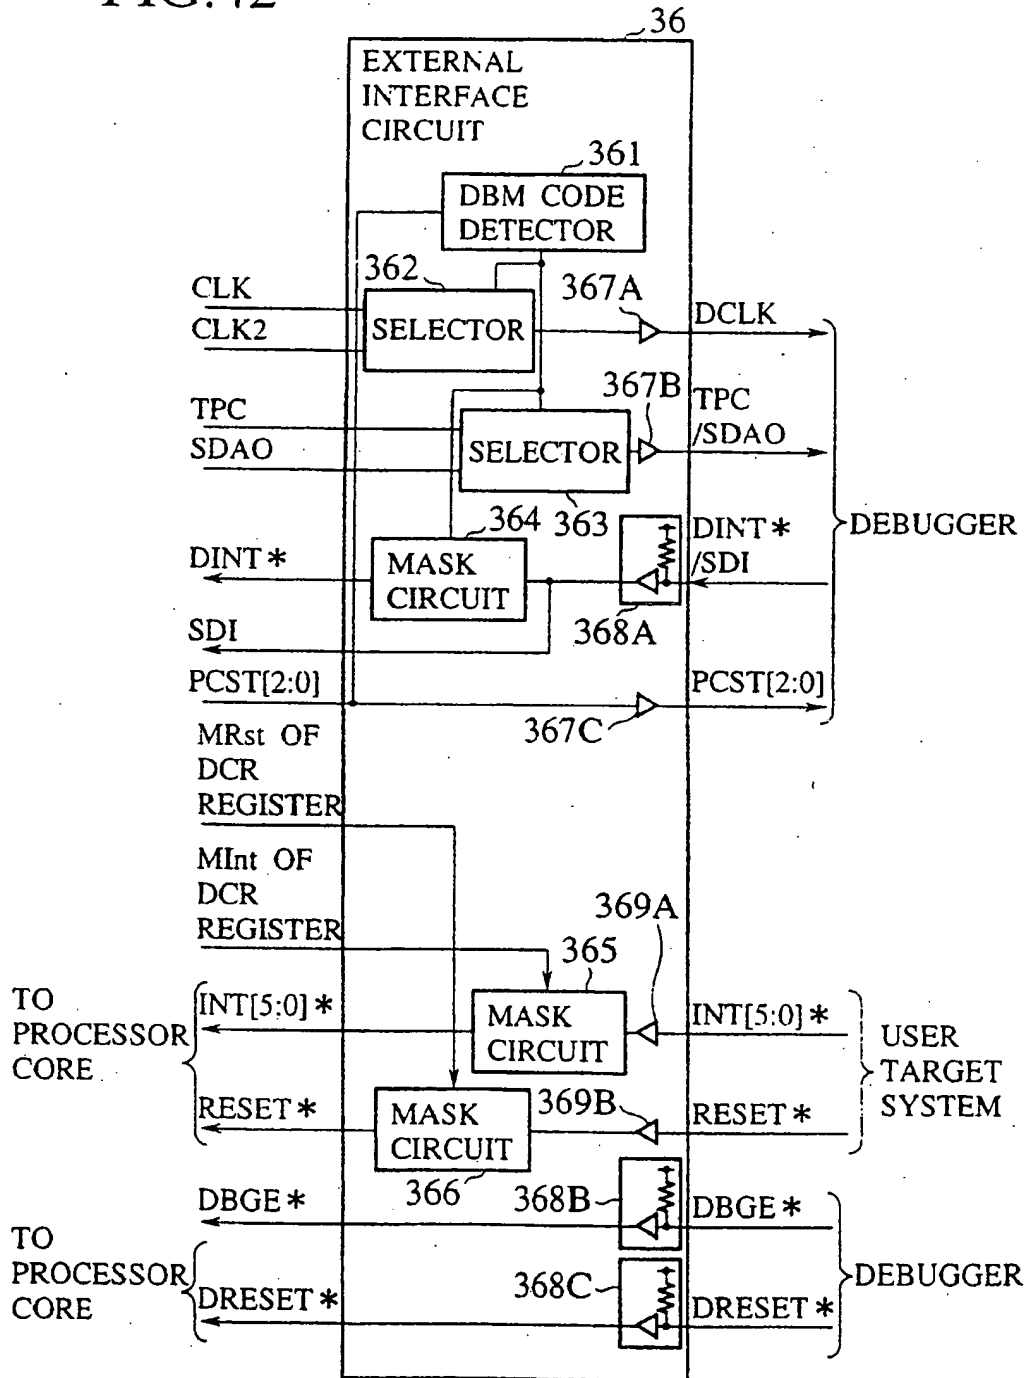 FIG.42
36
EXTERNAL
INTERFACE
CIRCUIT
361
DBM CODE
DETECTOR
362
367A
CLK
SELECTOR
DCLK
CLK2
367B
TPC
TPC
/SDAO
SDAO
SELECTOR
363
364
DEBUGGER
DINT*
MASK
CIRCUIT
DINT*
/SDI
368A
SDI
PCST[2:0]
PCST[2:0]
367C
MRst OF
DCR
REGISTER
MInt OF
DCR
REGISTER
369A
365
TO
PROCESSOR
CORE
INT[5:0]*
MASK
CIRCUIT
INT[5:0]*
USER
TARGET
SYSTEM
RESET*
MASK
CIRCUIT
369B
RESET*
366
368B
DBGE*
DBGE*
TO
PROCESSOR
CORE
DEBUGGER
368C
DRESET*
DRESET*